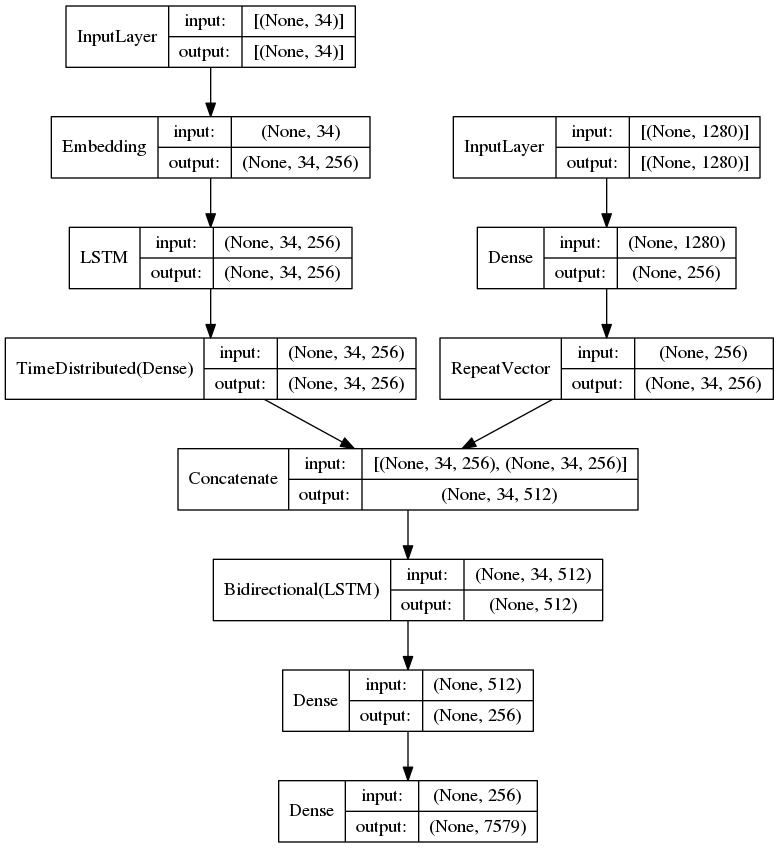 InputLayer input: [(None, 34)]
output: [(None, 34)]
Embedding input: (None, 34)
output: (None, 34, 256)
InputLayer input: [(None, 1280)]
output: [(None, 1280)]
LSTM input: (None, 34, 256)
output: (None, 34, 256)
Dense input: (None, 1280)
output: (None, 256)
TimeDistributed(Dense) input: (None, 34, 256)
output: (None, 34, 256)
RepeatVector input: (None, 256)
output: (None, 34, 256)
Concatenate input: [(None, 34, 256), (None, 34, 256)]
output: (None, 34, 512)
Bidirectional(LSTM) input: (None, 34, 512)
output: (None, 512)
Dense input: (None, 512)
output: (None, 256)
Dense input: (None, 256)
output: (None, 7579)